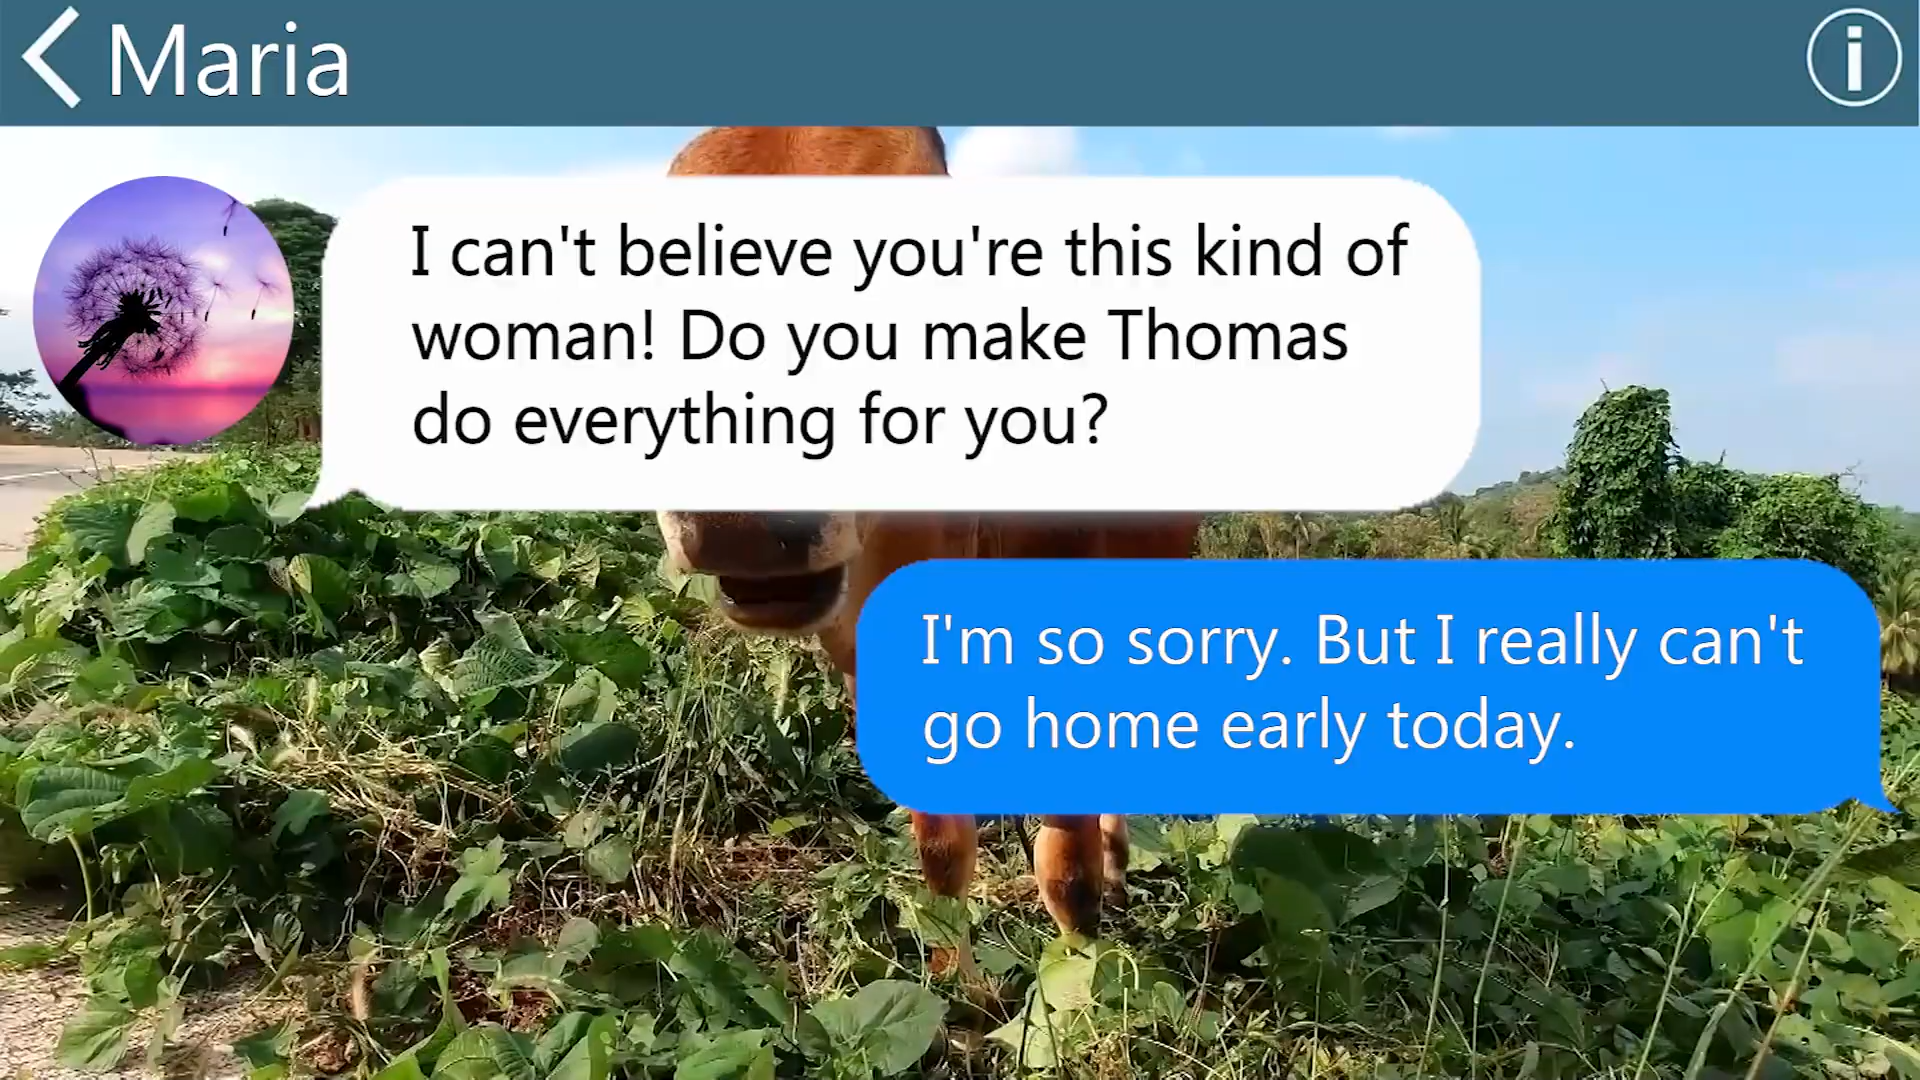 Maria
I can't believe you're this kind of
woman! Do you make Thomas
do everything for you?
I'm so sorry. But I really can't
go home early today.